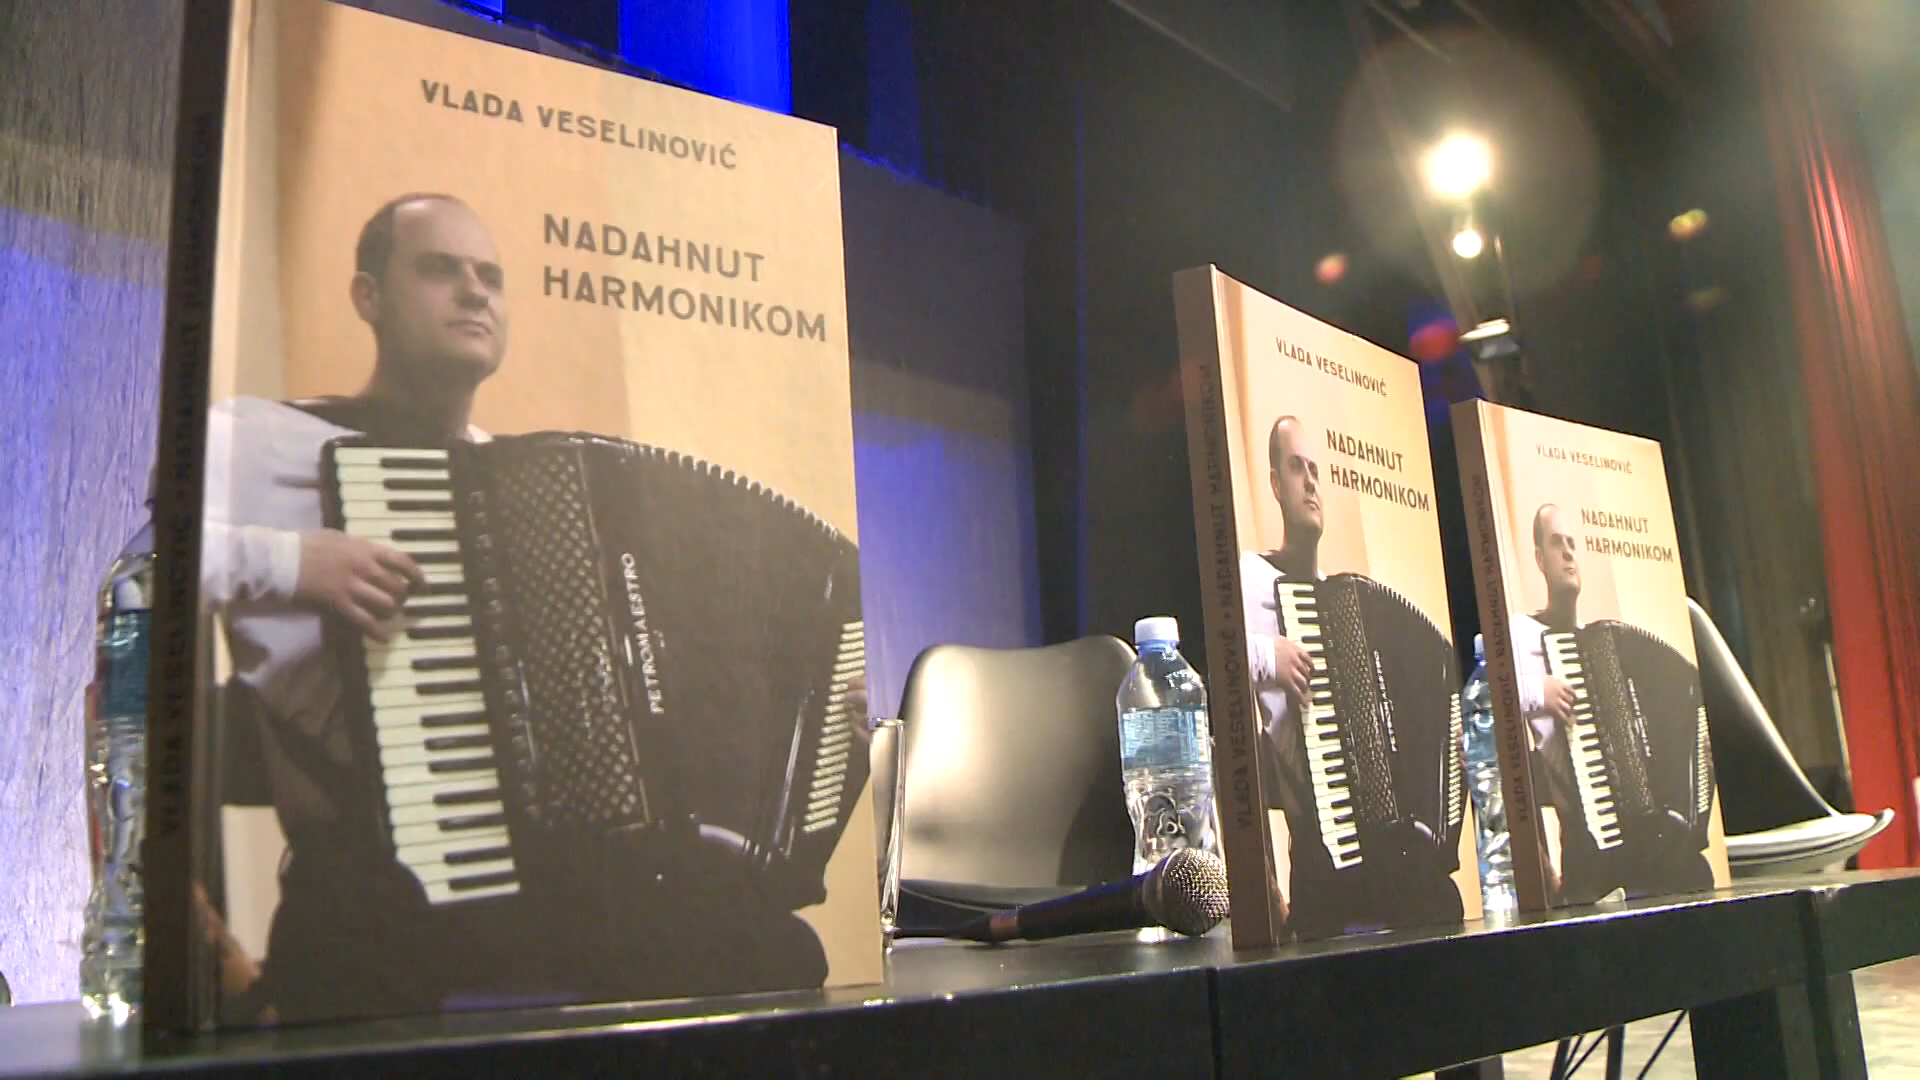 VLADA VESELINOVIĆ
NADAHNUT
HARMONIKOM
PETROMAESTRO
VLADA VESELINOVIĆ • NADAHNUT HARMONIKOM
VLADA VESELINOVIĆ
NADAHNUT
HARMONIKOM
PETROMAESTRO
VLADA VESELINOVIĆ • NADAHNUT HARMONIKOM
VLADA VESELINOVIĆ
NADAHNUT
HARMONIKOM
VLADA VESELINOVIĆ • NADAHNUT HARMONIKOM